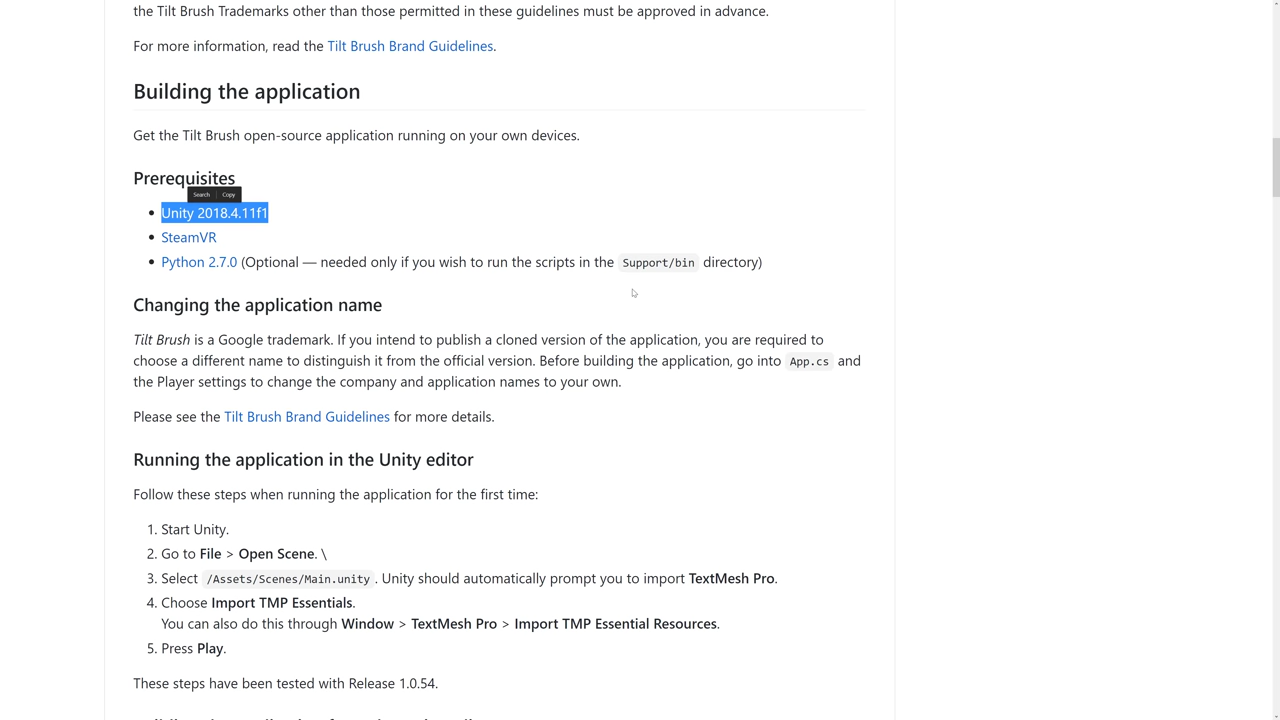 the Tilt Brush Trademarks other than those permitted in these guidelines must be approved in advance.
For more information, read the Tilt Brush Brand Guidelines.
Building the application
Get the Tilt Brush open-source application running on your own devices.
Prerequisites
Search | Copy
• Unity 2018.4.11f1
• SteamVR
• Python 2.7.0 (Optional — needed only if you wish to run the scripts in the Support/bin directory)
Changing the application name
Tilt Brush is a Google trademark. If you intend to publish a cloned version of the application, you are required to
choose a different name to distinguish it from the official version. Before building the application, go into App.cs and
the Player settings to change the company and application names to your own.
Please see the Tilt Brush Brand Guidelines for more details.
Running the application in the Unity editor
Follow these steps when running the application for the first time:
1. Start Unity.
2. Go to File > Open Scene. \
3. Select /Assets/Scenes/Main.unity. Unity should automatically prompt you to import TextMesh Pro.
4. Choose Import TMP Essentials.
You can also do this through Window > TextMesh Pro > Import TMP Essential Resources.
5. Press Play.
These steps have been tested with Release 1.0.54.